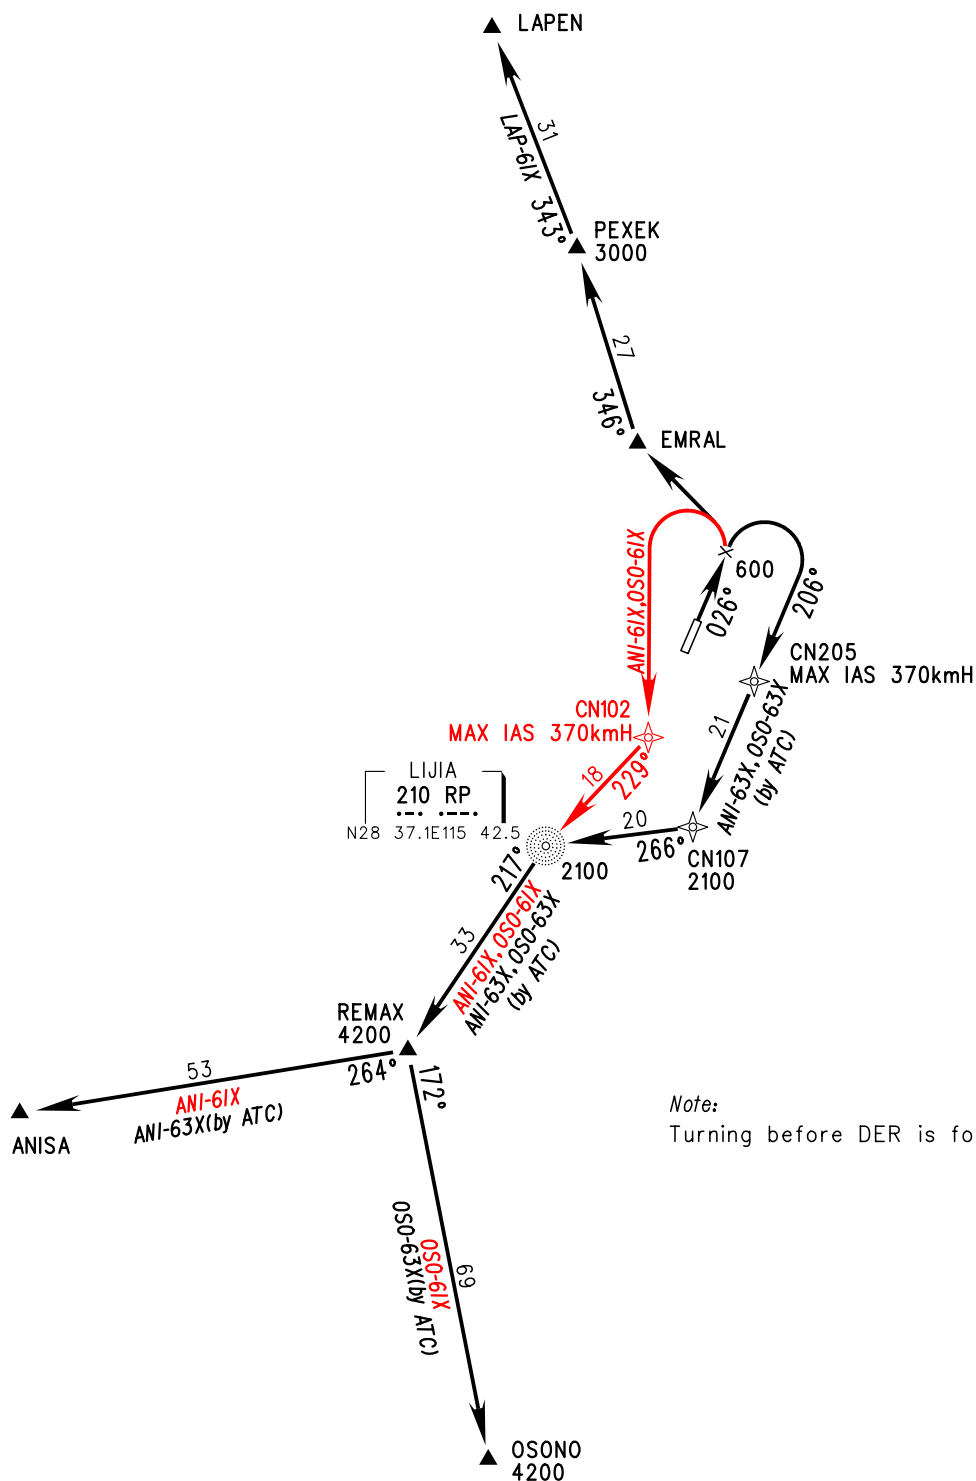 LAPEN
31
LAP-61X
343°
PEXEK
3000
27
346°
EMRAL
600
026°
206°
ANI-61X,OSO-61X
CN205
MAX IAS 370kmH
CN102
MAX IAS 370kmH
21
ANI-63X, OSO-63X
(by ATC)
18
229°
LIJIA
210 RP
N28 37.1E115 42.5
20
266°
CN107
2100
2100
217°
33
ANI-61X, OSO-61X
ANI-63X, OSO-63X
(by ATC)
REMAX
4200
264°
172°
53
ANI-61X
ANI-63X(by ATC)
ANISA
Note:
Turning before DER is fo
OSO-61X
OSO-63X(by ATC)
69
OSONO
4200